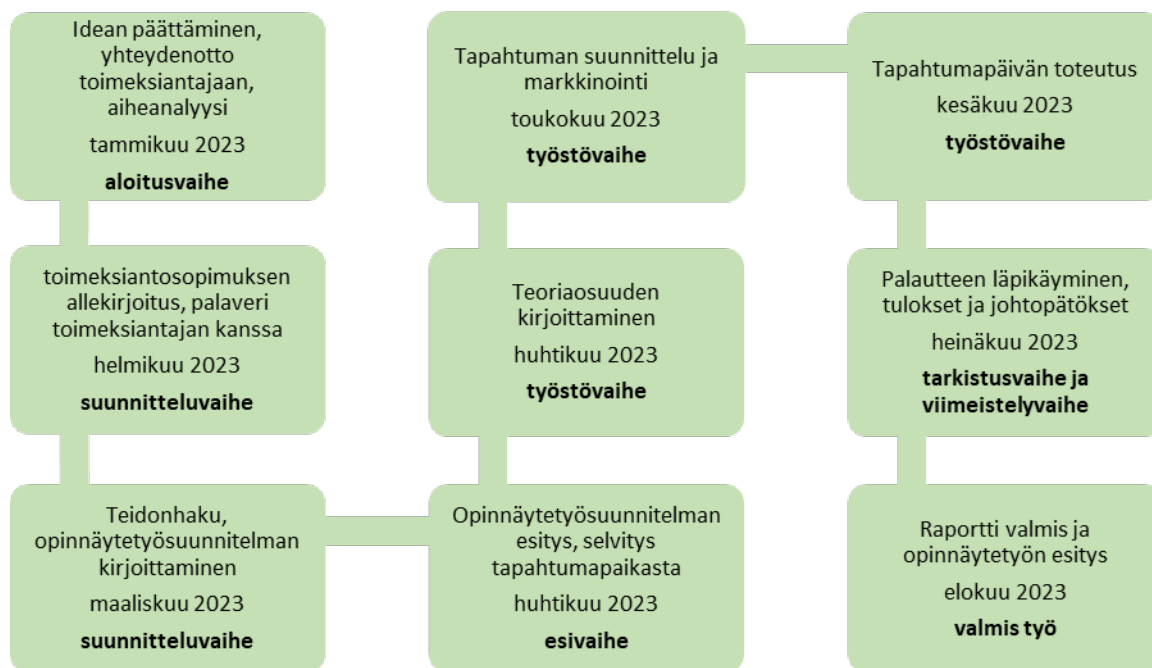 Idean päättäminen,
yhteydenotto
toimeksiantajaan,
aiheanalyysi
tammikuu 2023
aloitusvaihe
toimeksiantosopimuksen
allekirjoitus, palaveri
toimeksiantajan kanssa
helmikuu 2023
suunnitteluvaihe
Teidonhaku,
opinnäytetyösuunnitelman
kirjoittaminen
maaliskuu 2023
suunnitteluvaihe
Opinnäytetyösuunnitelman
esitys, selvitys
tapahtumapaikasta
huhtikuu 2023
esivaihe
Teoriaosuuden
kirjoittaminen
huhtikuu 2023
työstövaihe
Tapahtuman suunnittelu ja
markkinointi
toukokuu 2023
työstövaihe
Tapahtumapäivän toteutus
kesäkuu 2023
työstövaihe
Palautteen läpikäyminen,
tulokset ja johtopätökset
heinäkuu 2023
tarkistusvaihe ja
viimeistelyvaihe
Raportti valmis ja
opinnäytetyön esitys
elokuu 2023
valmis työ